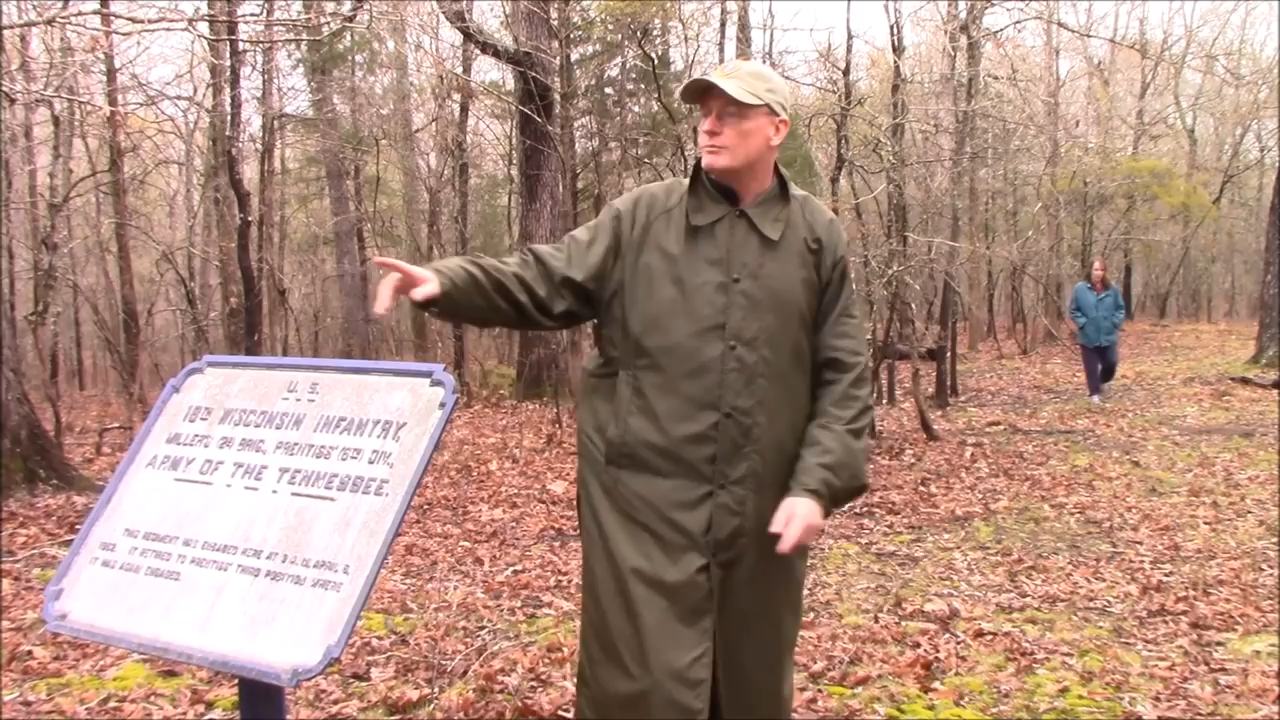 U. S.
18TH WISCONSIN INFANTRY,
MILLER'S (2D) BRIG., PRENTISS' (6TH) DIV.,
ARMY OF THE TENNESSEE.
THIS REGIMENT WAS ENGAGED HERE AT 9 A.M. APRIL 6,
1862. IT RETIRED TO PRENTISS' THIRD POSITION WHERE
IT WAS AGAIN ENGAGED.